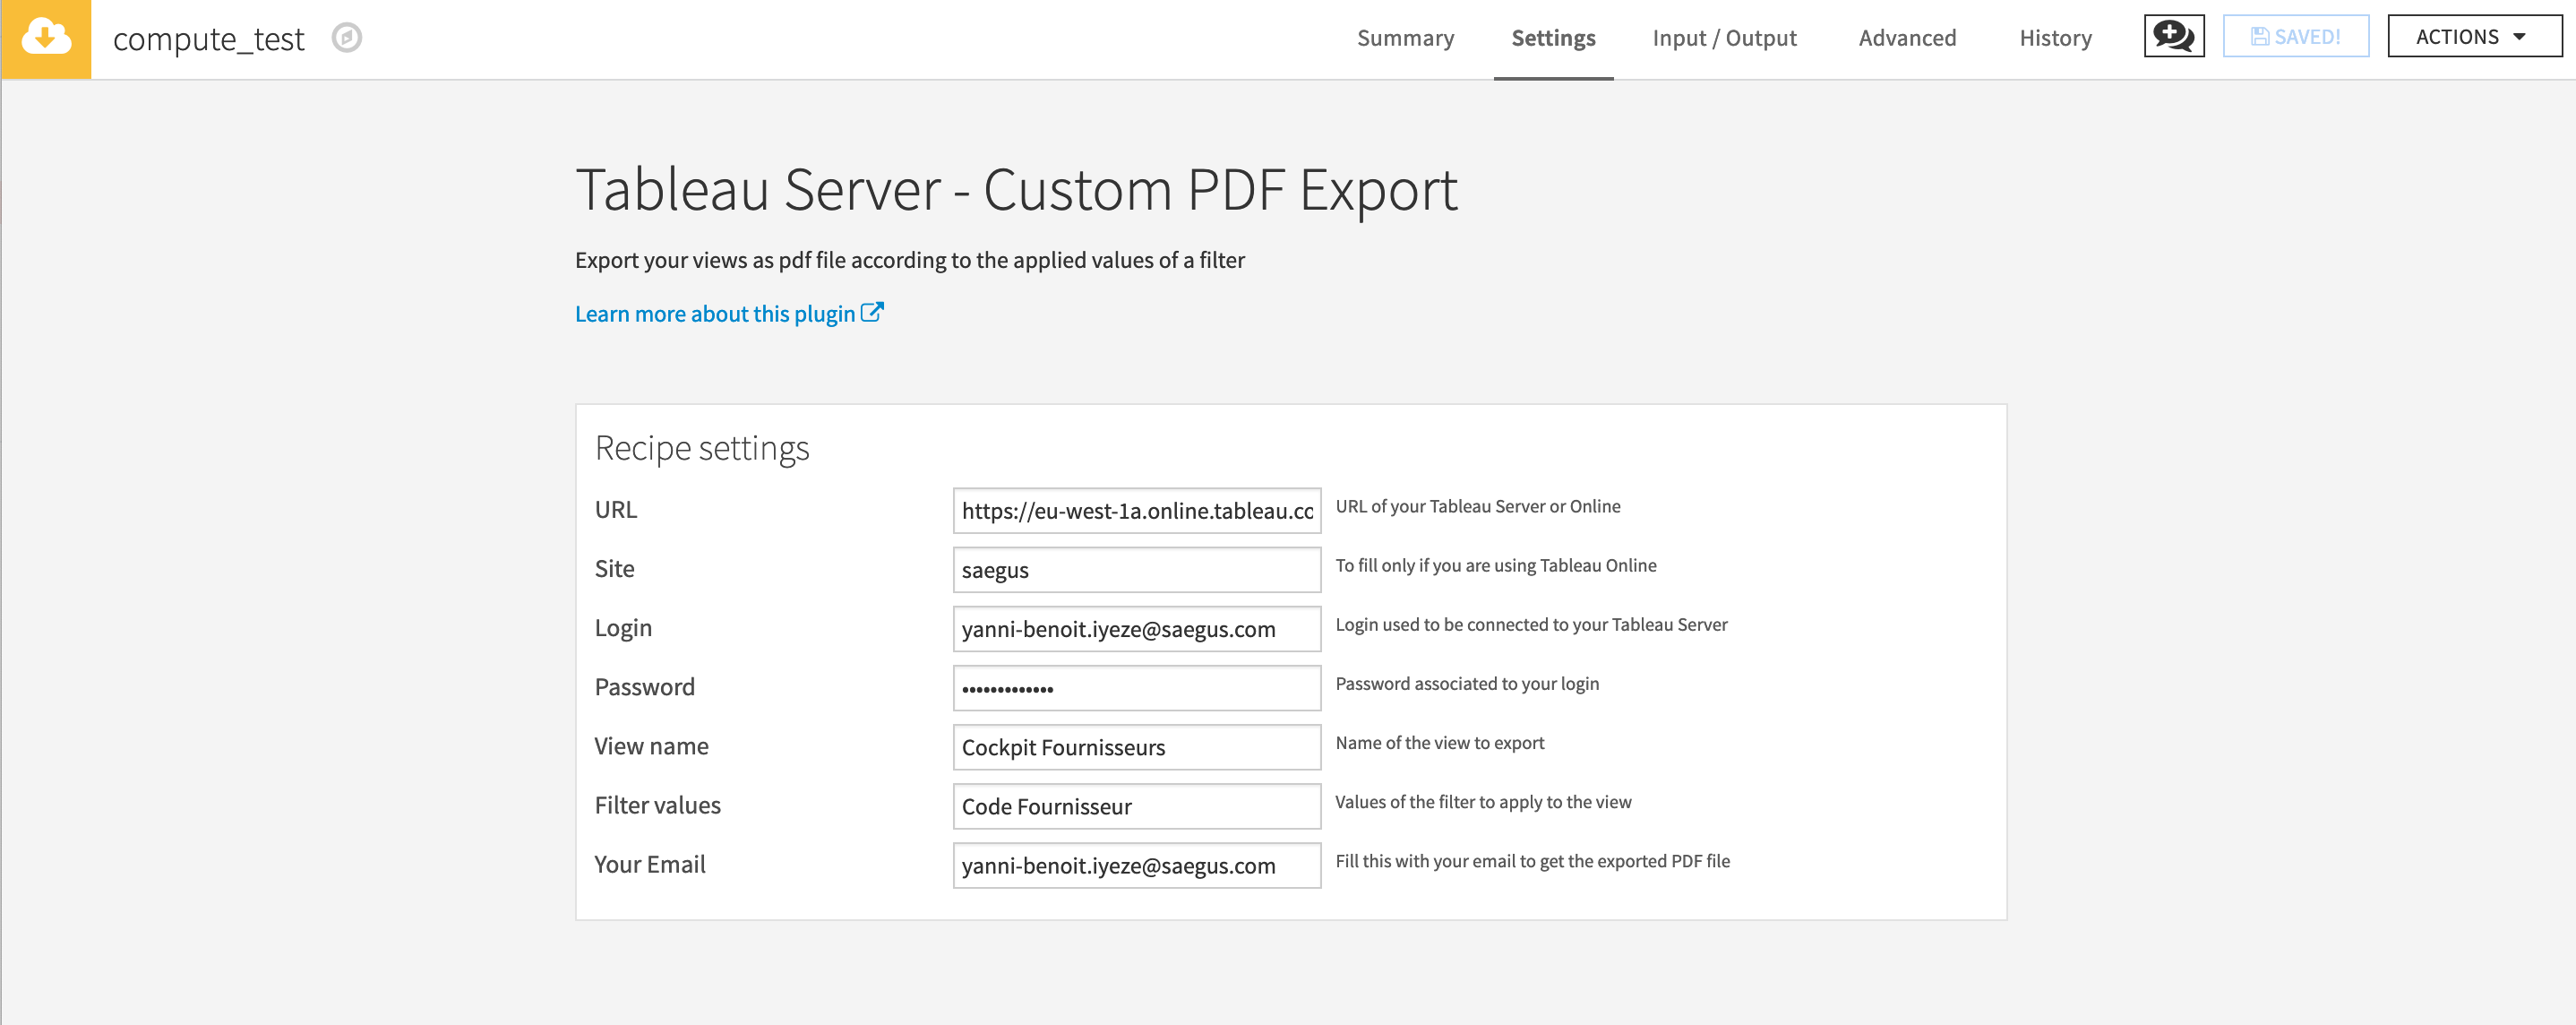 compute_test
Summary
Settings
Input / Output
Advanced
History
SAVED!
ACTIONS
Tableau Server - Custom PDF Export
Export your views as pdf file according to the applied values of a filter
Learn more about this plugin
Recipe settings
URL https://eu-west-1a.online.tableau.co URL of your Tableau Server or Online
Site saegus To fill only if you are using Tableau Online
Login yanni-benoit.iyeze@saegus.com Login used to be connected to your Tableau Server
Password ••••••••••••• Password associated to your login
View name Cockpit Fournisseurs Name of the view to export
Filter values Code Fournisseur Values of the filter to apply to the view
Your Email yanni-benoit.iyeze@saegus.com Fill this with your email to get the exported PDF file